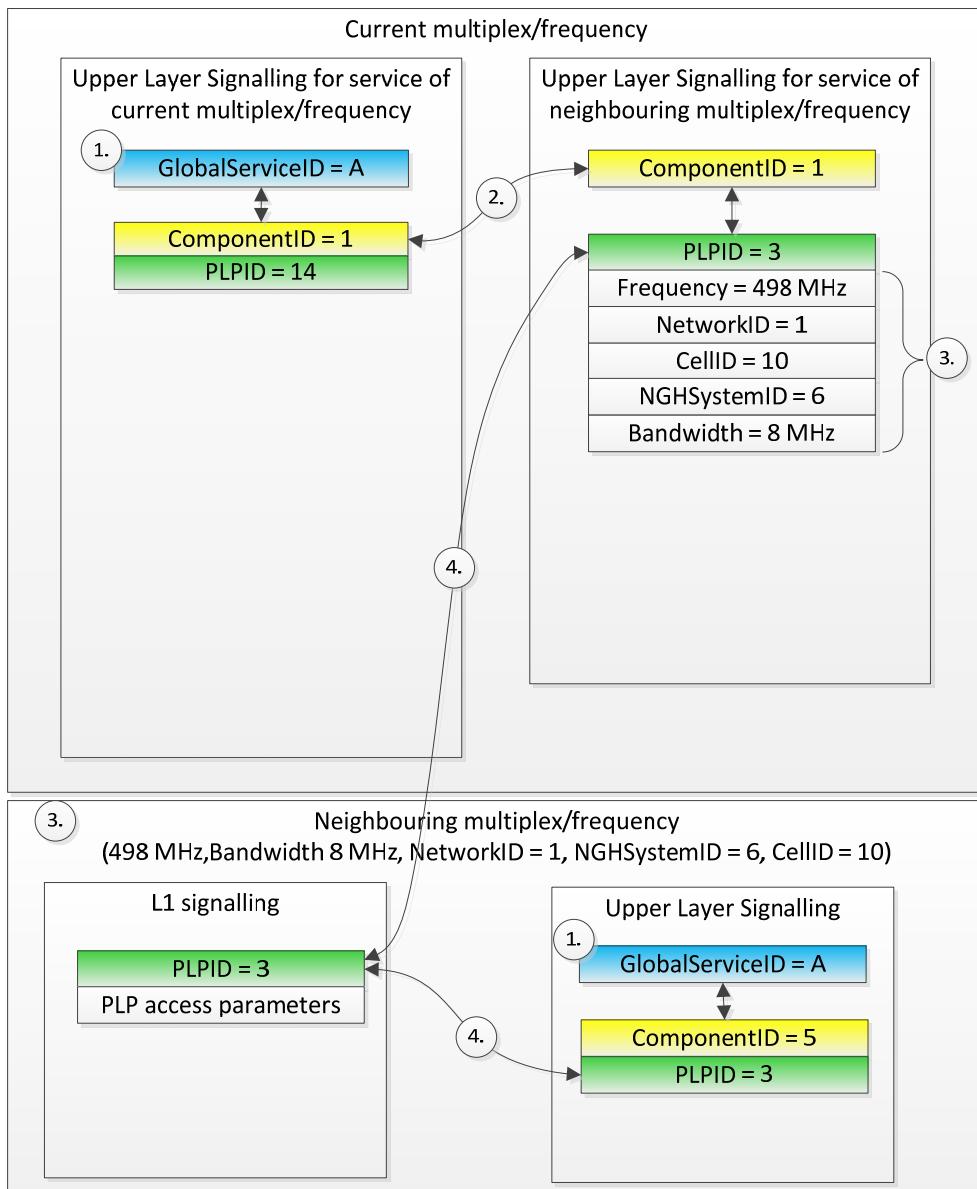 Current multiplex/frequency
Upper Layer Signalling for service of
current multiplex/frequency
1.
GlobalServiceID = A
ComponentID = 1
PLPID = 14
2.
Upper Layer Signalling for service of
neighbouring multiplex/frequency
ComponentID = 1
PLPID = 3
Frequency = 498 MHz
NetworkID = 1
CellID = 10
NGHSystemID = 6
Bandwidth = 8 MHz
3.
4.
3.
Neighbouring multiplex/frequency
(498 MHz,Bandwidth 8 MHz, NetworkID = 1, NGHSystemID = 6, CellID = 10)
L1 signalling
PLPID = 3
PLP access parameters
4.
Upper Layer Signalling
1.
GlobalServiceID = A
ComponentID = 5
PLPID = 3